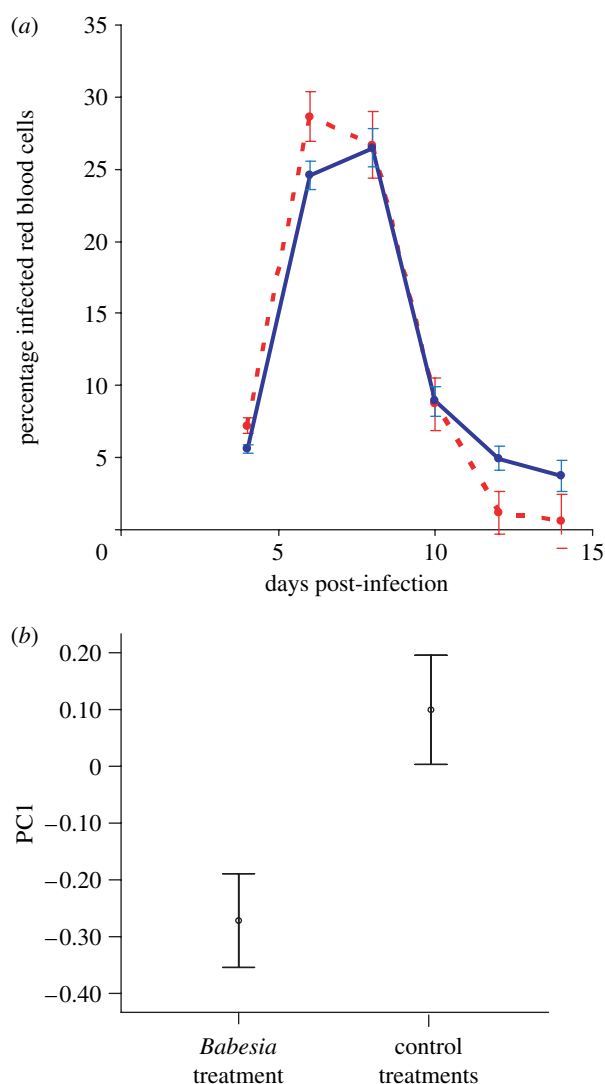 (a)
35
30
25
20
15
10
5
0
5
10
15
percentage infected red blood cells
days post-infection
(b)
0.20
0.10
0
−0.10
−0.20
−0.30
−0.40
PC1
Babesia
treatment
control
treatments